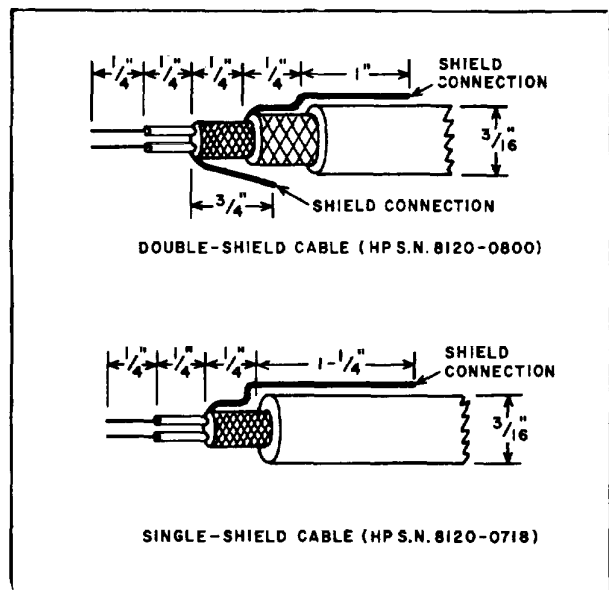 1/4" 1/4" 1/4" 1/4" 1"
SHIELD
CONNECTION
3/16"
3/4"
SHIELD CONNECTION
DOUBLE-SHIELD CABLE (HP S.N. 8120-0800)
1/4" 1/4" 1/4" 1-1/4"
SHIELD
CONNECTION
3/16"
SINGLE-SHIELD CABLE (HP S.N. 8120-0718)